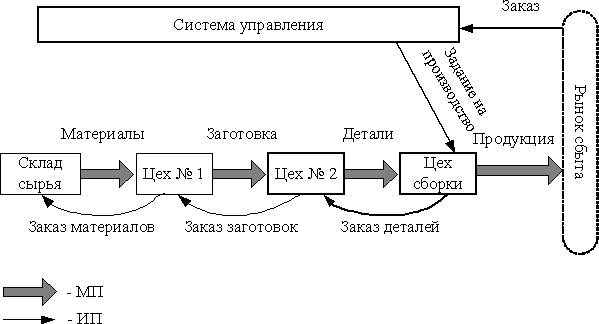 Заказ
Система управления
Задание на
производство
Рынок сбыта
Материалы
Заготовка
Детали
Продукция
Склад
сырья
Цех № 1
Цех № 2
Цех
сборки
Заказ материалов
Заказ заготовок
Заказ деталей
- МП
- ИП